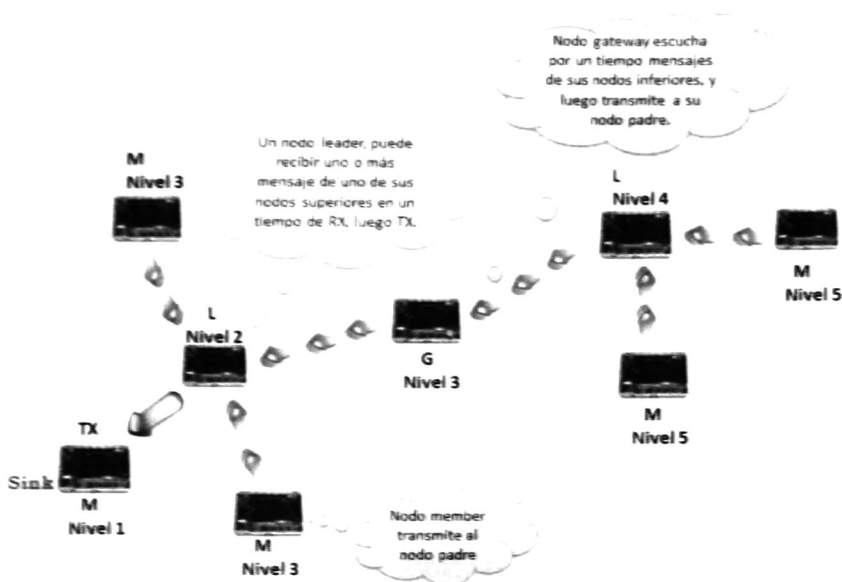 Nodo gateway escucha
por un tiempo mensajes
de sus nodos inferiores, y
luego transmite a su
nodo padre.
Un nodo leader, puede
recibir uno o más
mensaje de uno de sus
nodos superiores en un
tiempo de RX, luego TX.
M
Nivel 3
L
Nivel 4
M
Nivel 5
L
Nivel 2
G
Nivel 3
M
Nivel 5
TX
Sink
M
Nivel 1
M
Nivel 3
Nodo member
transmite al
nodo padre